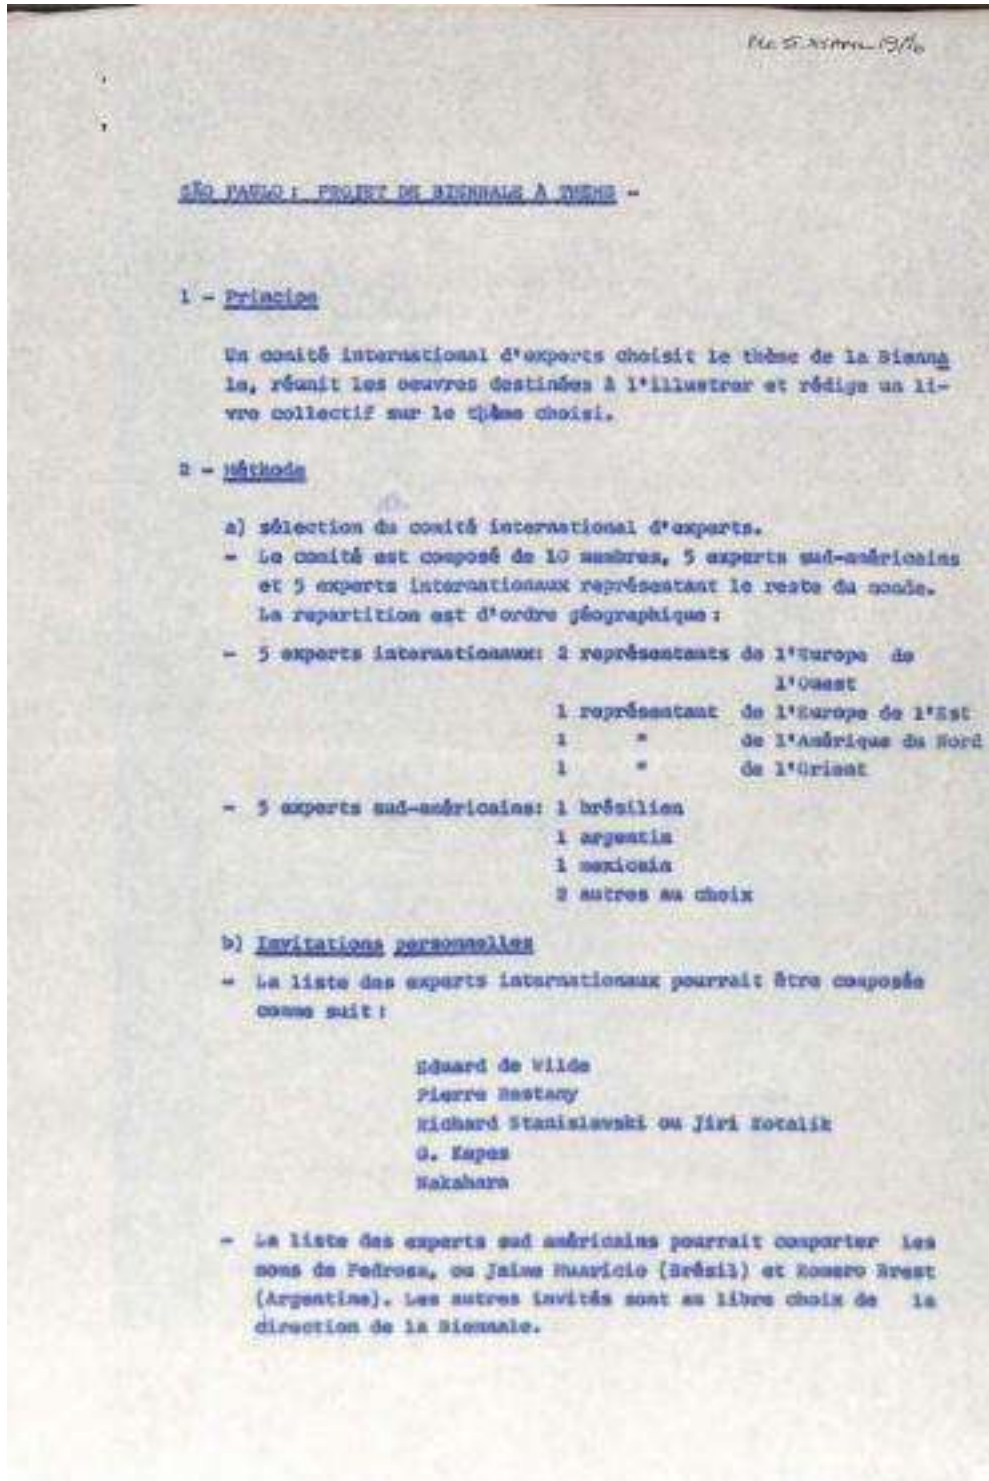 SÃO PAULO : PROJET DE BIENNALE À THEME -
1 - Principe
Un comité international d'experts choisit le thème de la Bienna
le, réunit les oeuvres destinées à l'illustrer et rédige un li-
vre collectif sur le thème choisi.
2 - Méthode
a) sélection du comité international d'experts.
- Le comité est composé de 10 membres, 5 experts sud-américains
et 5 experts internationaux représentant le reste du monde.
La repartition est d'ordre géographique :
- 5 experts internationaux: 2 représentants de l'Europe de
l'Ouest
1 représentant de l'Europe de l'Est
1 " de l'Amérique du Nord
1 " de l'Orient
- 5 experts sud-américains: 1 brésilien
1 argentin
1 mexicain
2 autres au choix
b) Invitations personnelles
- La liste des experts internationaux pourrait être composée
comme suit :
Eduard de Wilde
Pierre Restany
Richard Stanislavski ou Jiri Kotalik
G. Kepes
Nakahara
- La liste des experts sud américains pourrait comporter les
noms de Pedrosa, ou Jaime Mauricio (Brésil) et Romero Brest
(Argentine). Les autres invités sont au libre choix de la
direction de la Biennale.